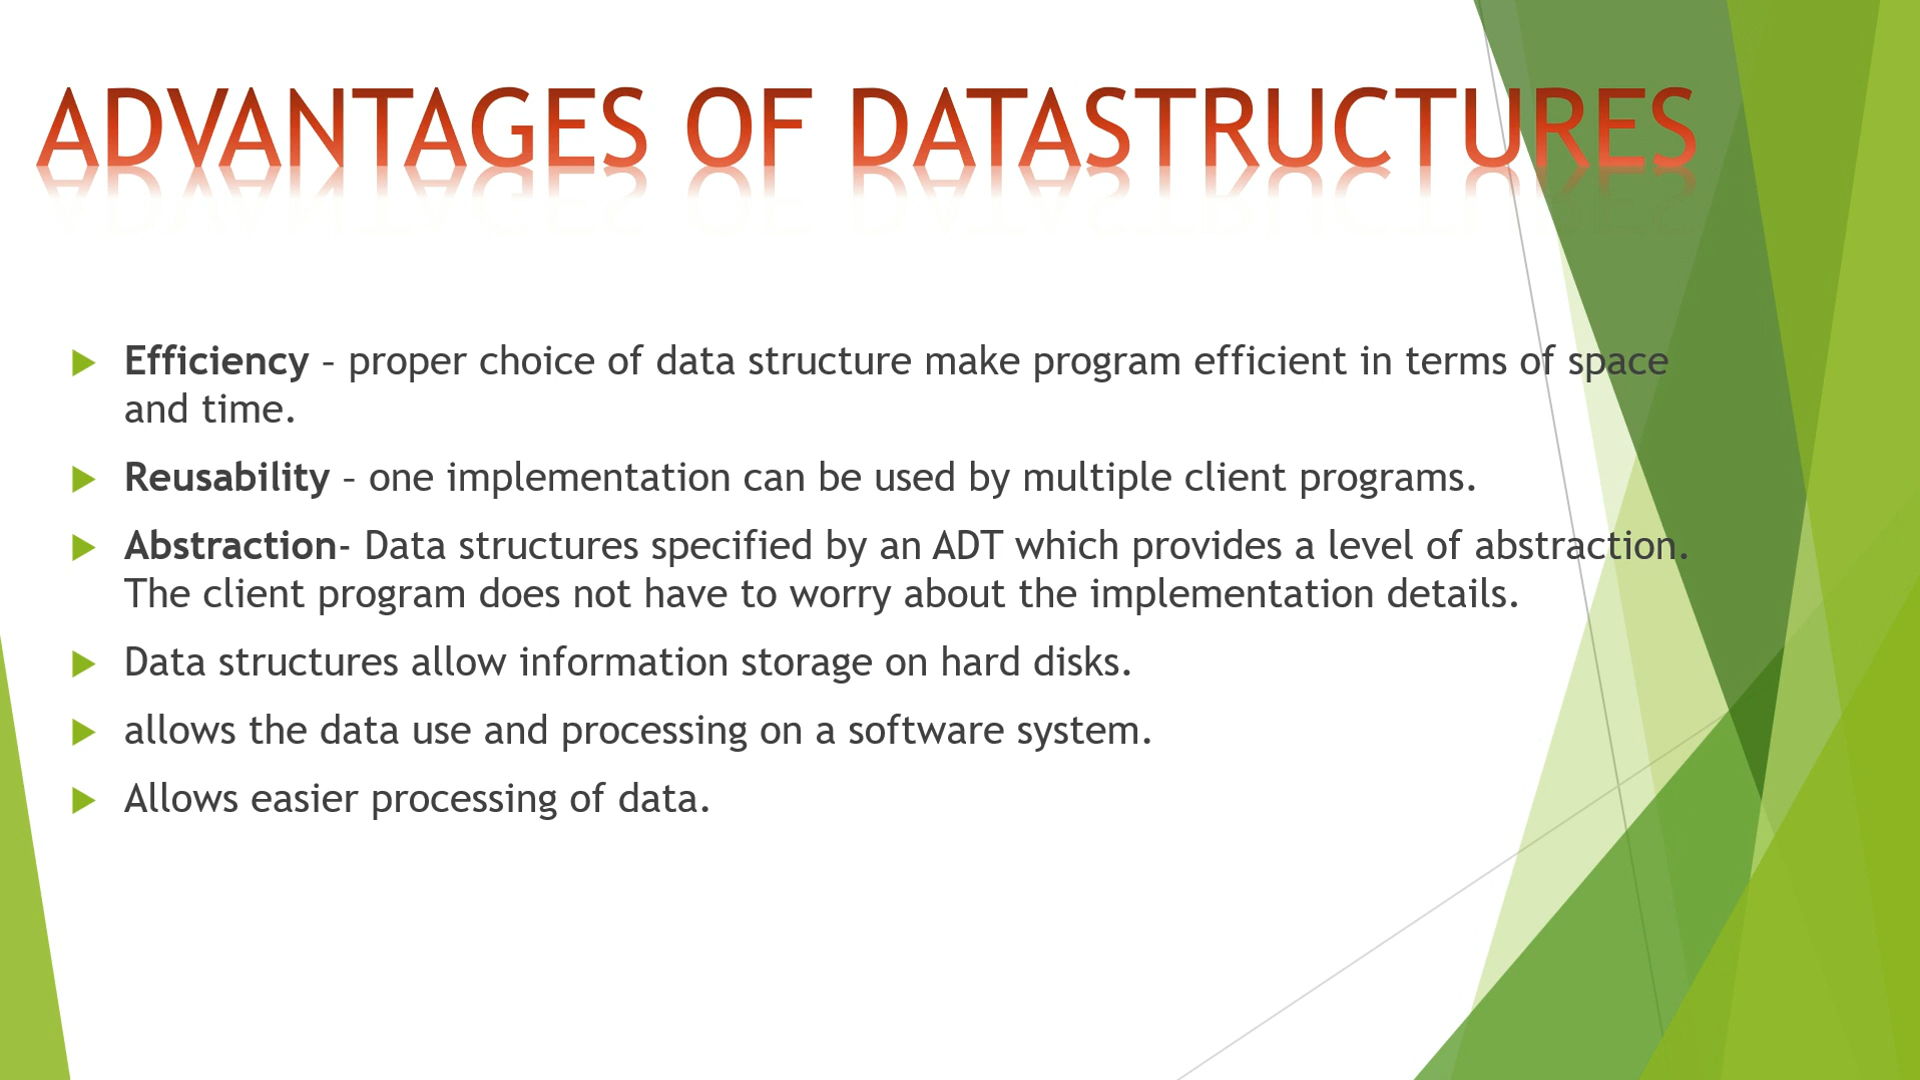 ADVANTAGES OF DATASTRUCTURES
Efficiency – proper choice of data structure make program efficient in terms of space
and time.
Reusability – one implementation can be used by multiple client programs.
Abstraction- Data structures specified by an ADT which provides a level of abstraction.
The client program does not have to worry about the implementation details.
Data structures allow information storage on hard disks.
allows the data use and processing on a software system.
Allows easier processing of data.